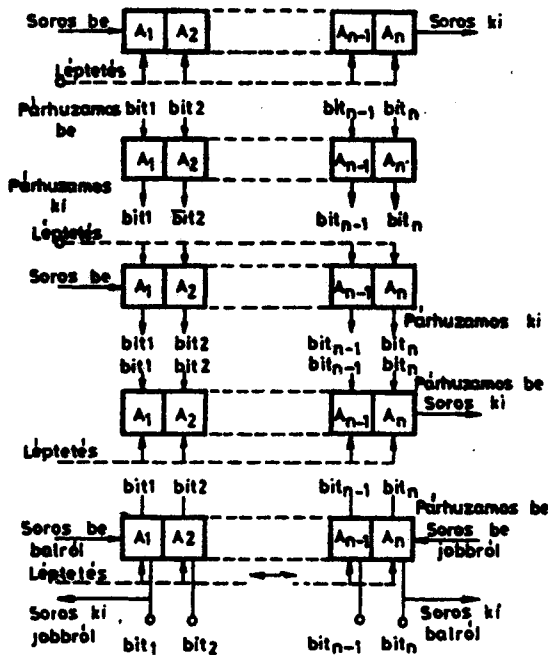 Soros be A1 A2 An-1 An Soros ki
Léptetés
Párhuzamos be bit1 bit2 bitn-1 bitn
A1 A2 An-1 An
Párhuzamos ki bit1 bit2 bitn-1 bitn
Léptetés
Soros be A1 A2 An-1 An
Párhuzamos ki
bit1 bit2 bitn-1 bitn
bit1 bit2 bitn-1 bitn
Párhuzamos be
A1 A2 An-1 An Soros ki
Léptetés
bit1 bit2 bitn-1 bitn Párhuzamos be
Soros be balról A1 A2 An-1 An Soros be jobbról
Léptetés
Soros ki jobbról Soros kí balról
bit1 bit2 bitn-1 bitn